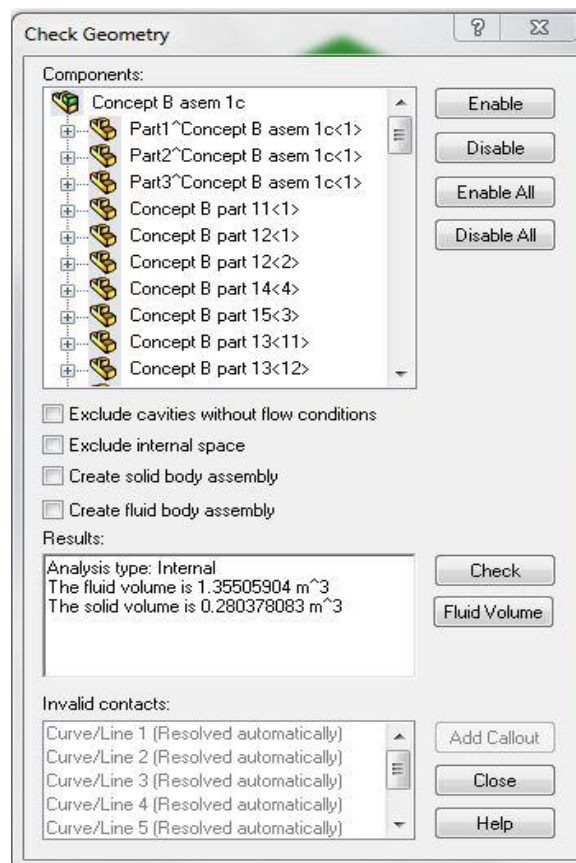 Check Geometry
?
Components:
Concept B asem 1c
Part1^Concept B asem 1c<1>
Part2^Concept B asem 1c<1>
Part3^Concept B asem 1c<1>
Concept B part 11<1>
Concept B part 12<1>
Concept B part 12<2>
Concept B part 14<4>
Concept B part 15<3>
Concept B part 13<11>
Concept B part 13<12>
Enable
Disable
Enable All
Disable All
Exclude cavities without flow conditions
Exclude internal space
Create solid body assembly
Create fluid body assembly
Results:
Analysis type: Internal
The fluid volume is 1.35505904 m^3
The solid volume is 0.280378083 m^3
Check
Fluid Volume
Invalid contacts:
Curve/Line 1 (Resolved automatically)
Curve/Line 2 (Resolved automatically)
Curve/Line 3 (Resolved automatically)
Curve/Line 4 (Resolved automatically)
Curve/Line 5 (Resolved automatically)
Add Callout
Close
Help